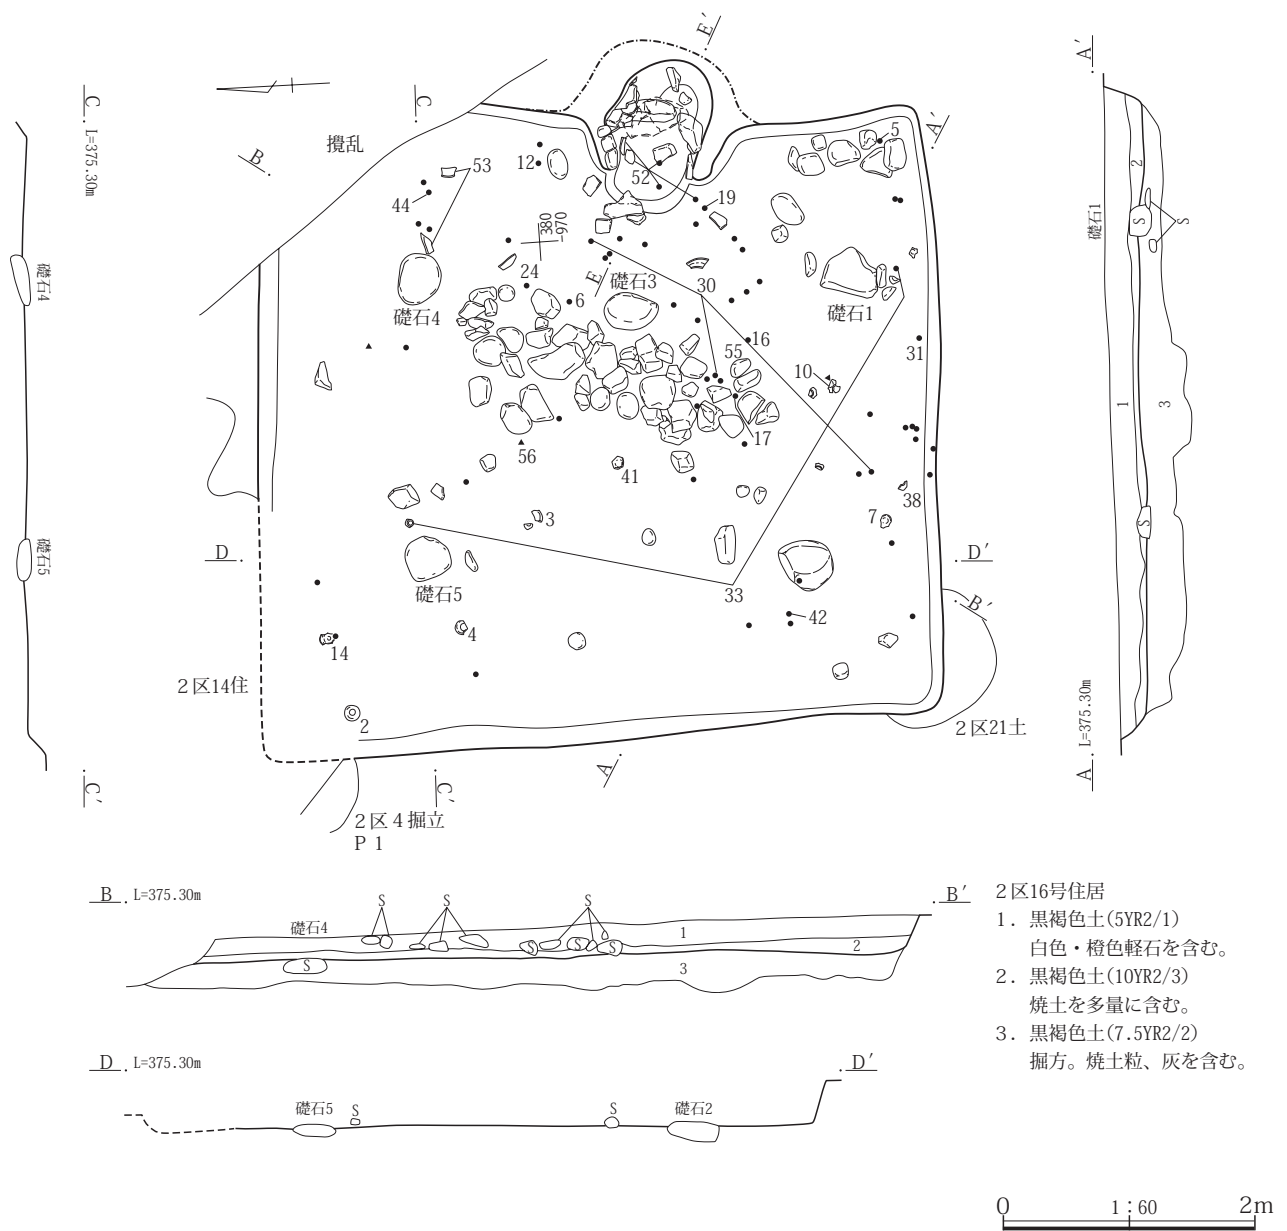 E′
C
C
L=375.30m
B
攪乱
A′
A′
5
53
12
52
19
44
380
-970
24
E
礎石3
30
6
礎石4
礎石4
礎石1
礎石1
2
S
S
16
55
31
10
1
3
17
56
41
38
7
3
S
礎石5
D
D′
礎石5
33
B′
42
4
14
2区14住
2
2区21土
A
L=375.30m
A
C′
C′
2区4掘立
P 1
B
L=375.30m
B′
S
S
S
礎石4
1
2
S
S
S
S
3
2区16号住居
1．黒褐色土(5YR2/1)
白色・橙色軽石を含む。
2．黒褐色土(10YR2/3)
焼土を多量に含む。
3．黒褐色土(7.5YR2/2)
掘方。焼土粒、灰を含む。
D
L=375.30m
D′
礎石5
S
S
礎石2
0
1：60
2m